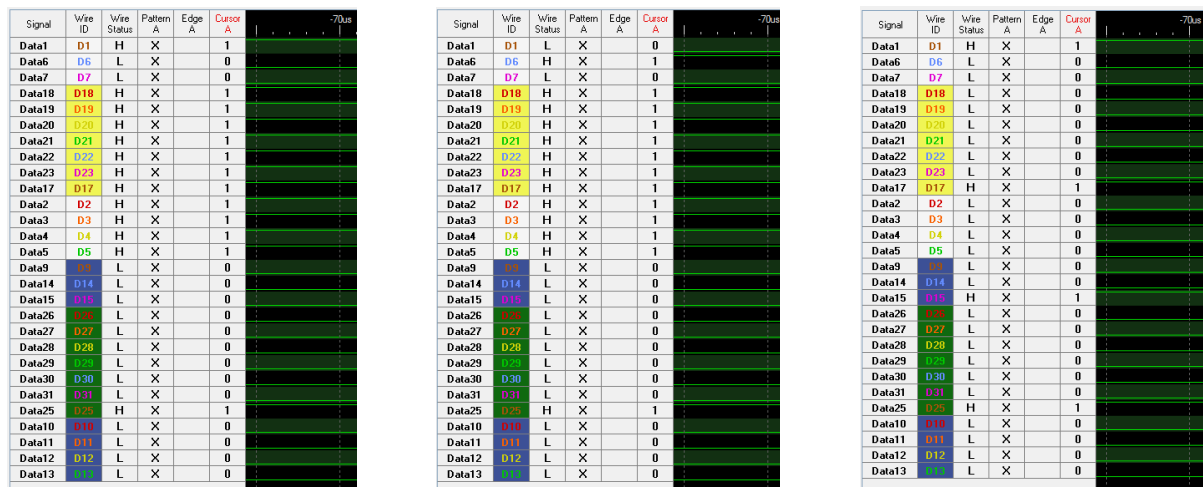 Signal Wire ID Wire Status Pattern A Edge A Cursor A -70us
Data1 D1 H X 1
Data6 D6 L X 0
Data7 D7 L X 0
Data18 D18 H X 1
Data19 D19 H X 1
Data20 D20 H X 1
Data21 D21 H X 1
Data22 D22 H X 1
Data23 D23 H X 1
Data17 D17 H X 1
Data2 D2 H X 1
Data3 D3 H X 1
Data4 D4 H X 1
Data5 D5 H X 1
Data9 D9 L X 0
Data14 D14 L X 0
Data15 D15 L X 0
Data26 D26 L X 0
Data27 D27 L X 0
Data28 D28 L X 0
Data29 D29 L X 0
Data30 D30 L X 0
Data31 D31 L X 0
Data25 D25 H X 1
Data10 D10 L X 0
Data11 D11 L X 0
Data12 D12 L X 0
Data13 D13 L X 0
Signal Wire ID Wire Status Pattern A Edge A Cursor A -70us
Data1 D1 L X 0
Data6 D6 H X 1
Data7 D7 L X 0
Data18 D18 H X 1
Data19 D19 H X 1
Data20 D20 H X 1
Data21 D21 H X 1
Data22 D22 H X 1
Data23 D23 H X 1
Data17 D17 H X 1
Data2 D2 H X 1
Data3 D3 H X 1
Data4 D4 H X 1
Data5 D5 H X 1
Data9 D9 L X 0
Data14 D14 L X 0
Data15 D15 L X 0
Data26 D26 L X 0
Data27 D27 L X 0
Data28 D28 L X 0
Data29 D29 L X 0
Data30 D30 L X 0
Data31 D31 L X 0
Data25 D25 H X 1
Data10 D10 L X 0
Data11 D11 L X 0
Data12 D12 L X 0
Data13 D13 L X 0
Signal Wire ID Wire Status Pattern A Edge A Cursor A -70us
Data1 D1 H X 1
Data6 D6 L X 0
Data7 D7 L X 0
Data18 D18 L X 0
Data19 D19 L X 0
Data20 D20 L X 0
Data21 D21 L X 0
Data22 D22 L X 0
Data23 D23 L X 0
Data17 D17 H X 1
Data2 D2 L X 0
Data3 D3 L X 0
Data4 D4 L X 0
Data5 D5 L X 0
Data9 D9 L X 0
Data14 D14 L X 0
Data15 D15 H X 1
Data26 D26 L X 0
Data27 D27 L X 0
Data28 D28 L X 0
Data29 D29 L X 0
Data30 D30 L X 0
Data31 D31 L X 0
Data25 D25 H X 1
Data10 D10 L X 0
Data11 D11 L X 0
Data12 D12 L X 0
Data13 D13 L X 0